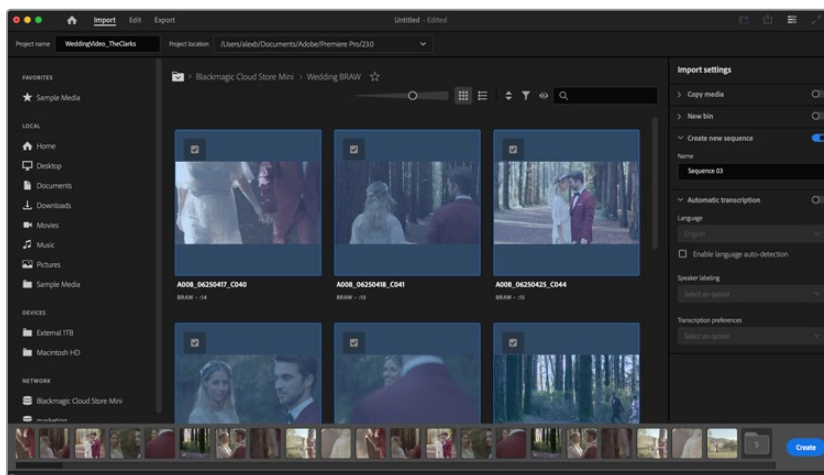 Import Edit Export Untitled - Edited
Project name WeddingVideo_TheClarks Project location /Users/alexb/Documents/Adobe/Premiere Pro/23.0
FAVORITES
Sample Media
LOCAL
Home
Desktop
Documents
Downloads
Movies
Music
Pictures
Sample Media
DEVICES
External 1TB
Macintosh HD
NETWORK
Blackmagic Cloud Store Mini
marketing
Blackmagic Cloud Store Mini > Wedding BRAW
A008_06250417_C040
BRAW - :14
A008_06250418_C041
BRAW - :10
A008_06250425_C044
BRAW - :15
Import settings
Copy media
New bin
Create new sequence
Name
Sequence 03
Automatic transcription
Language
English
Enable language auto-detection
Speaker labeling
Select an option
Transcription preferences
Select an option
5
Create